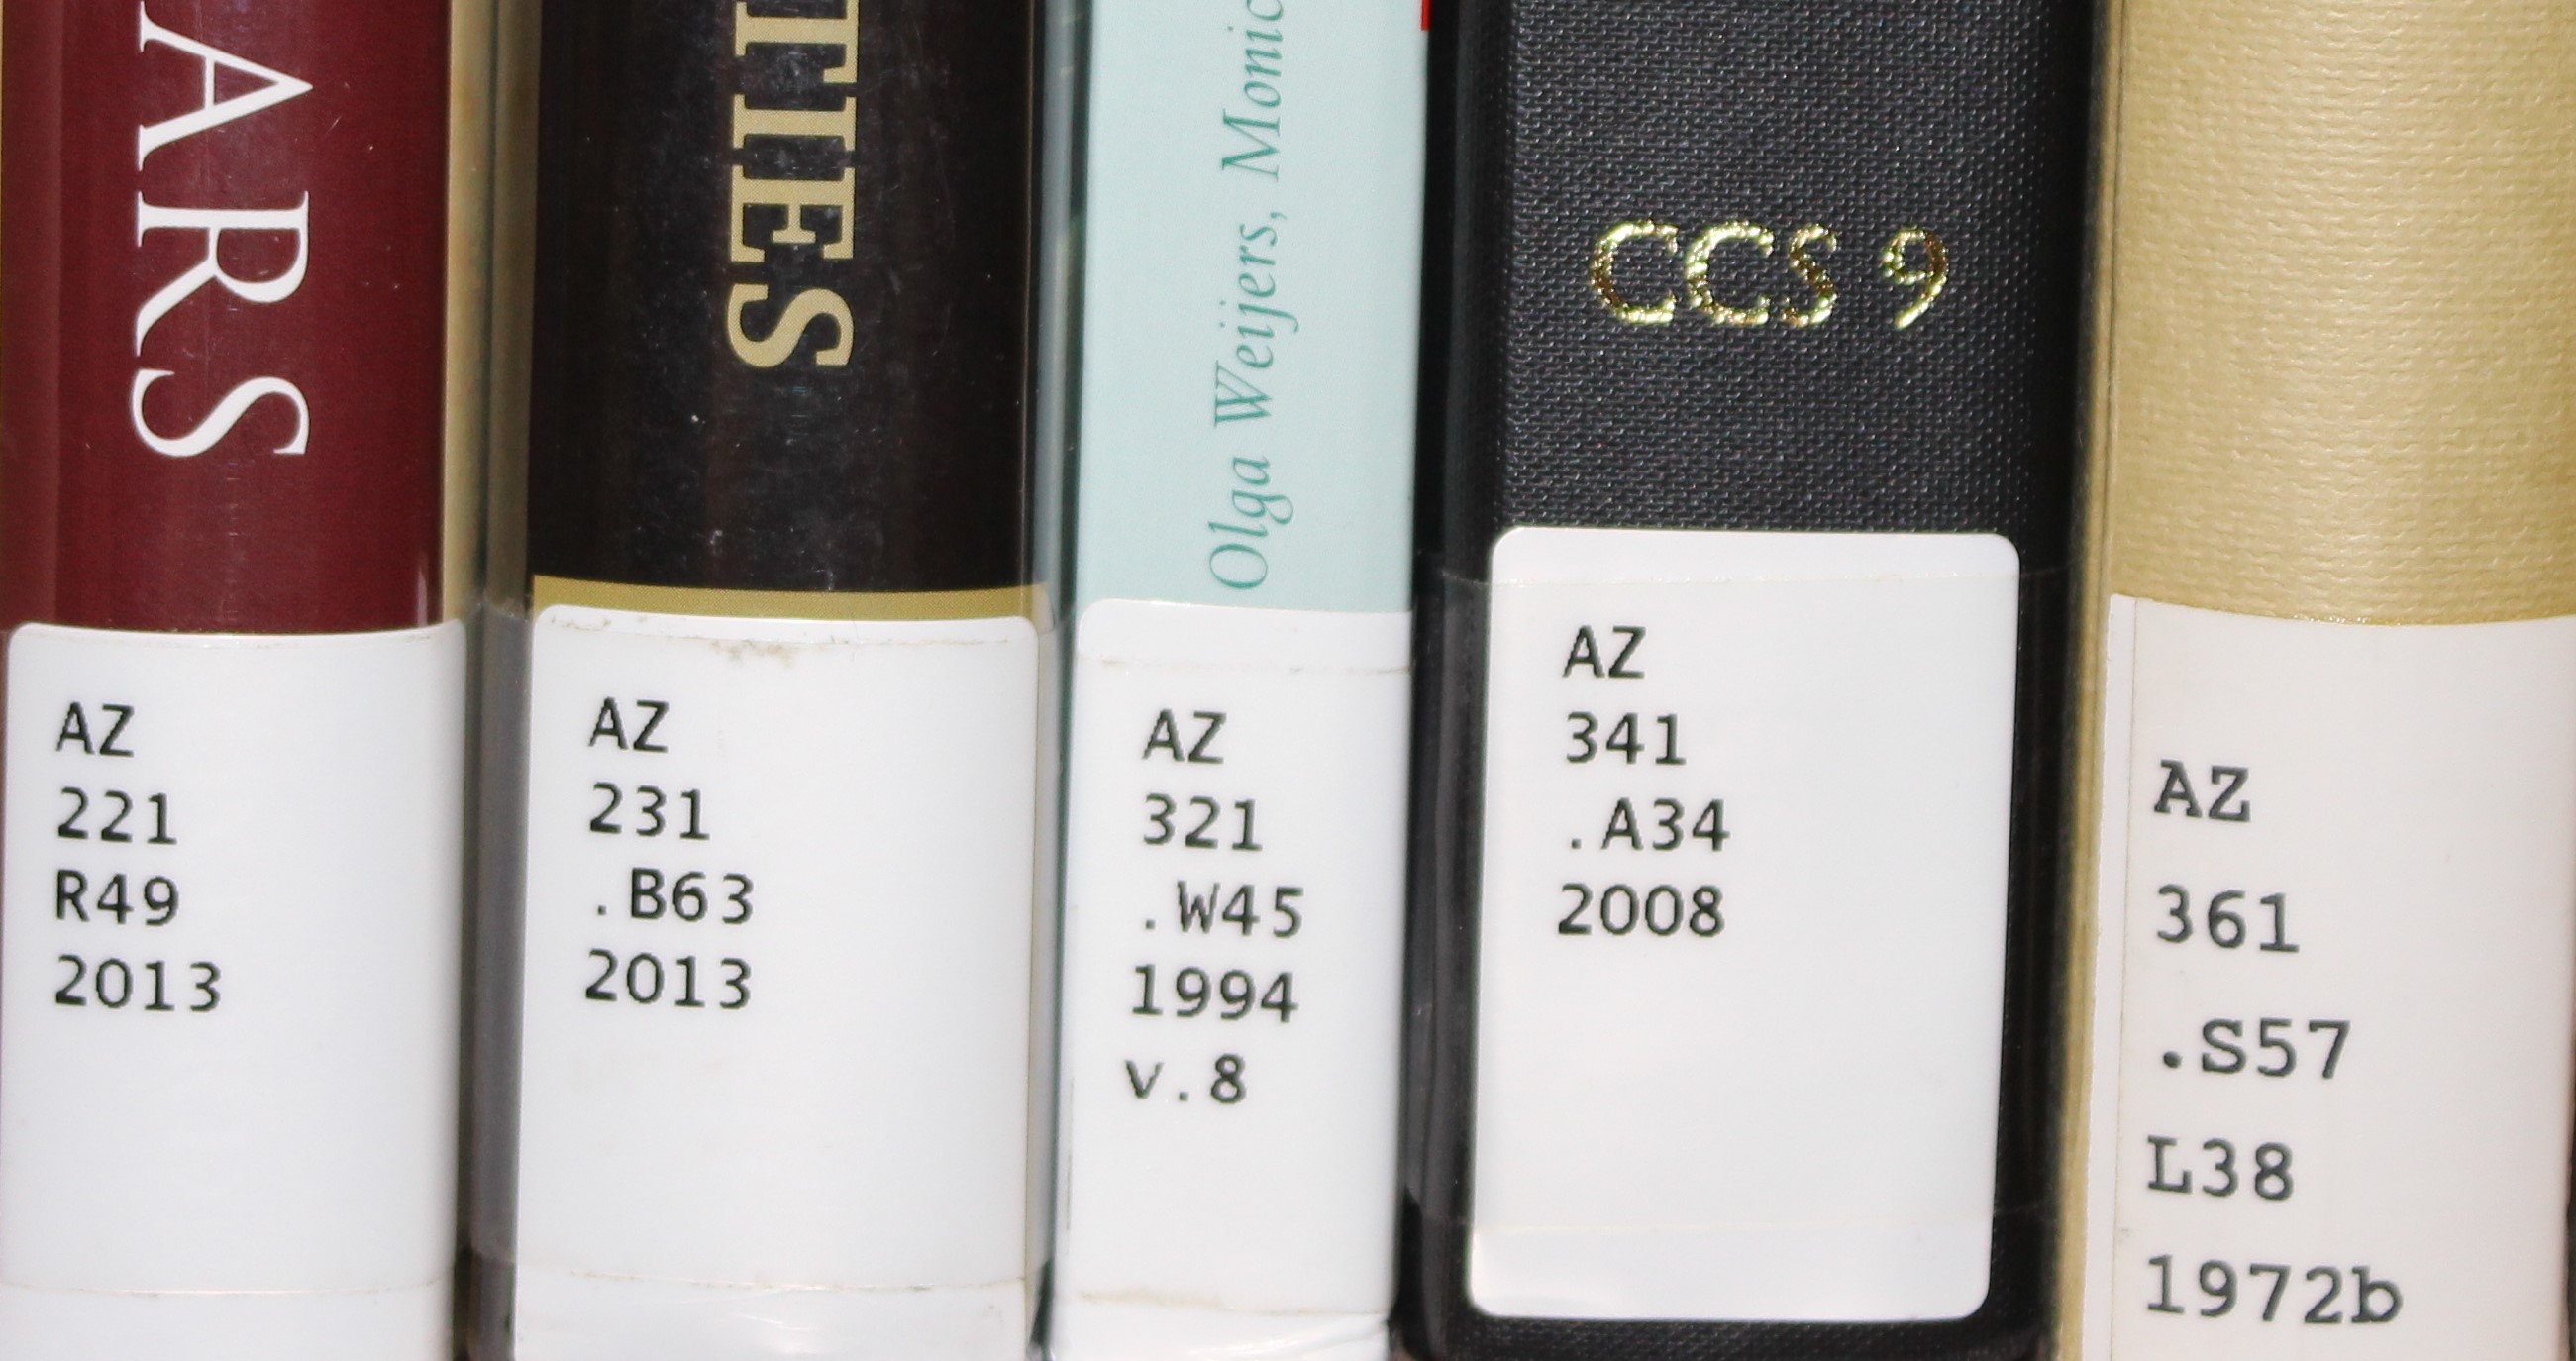 ARS
AZ
221
R49
2013
TIES
AZ
231
.B63
2013
Olga Weijers, Monic
AZ
321
.W45
1994
v.8
CCS 9
AZ
341
.A34
2008
AZ
361
.S57
L38
1972b